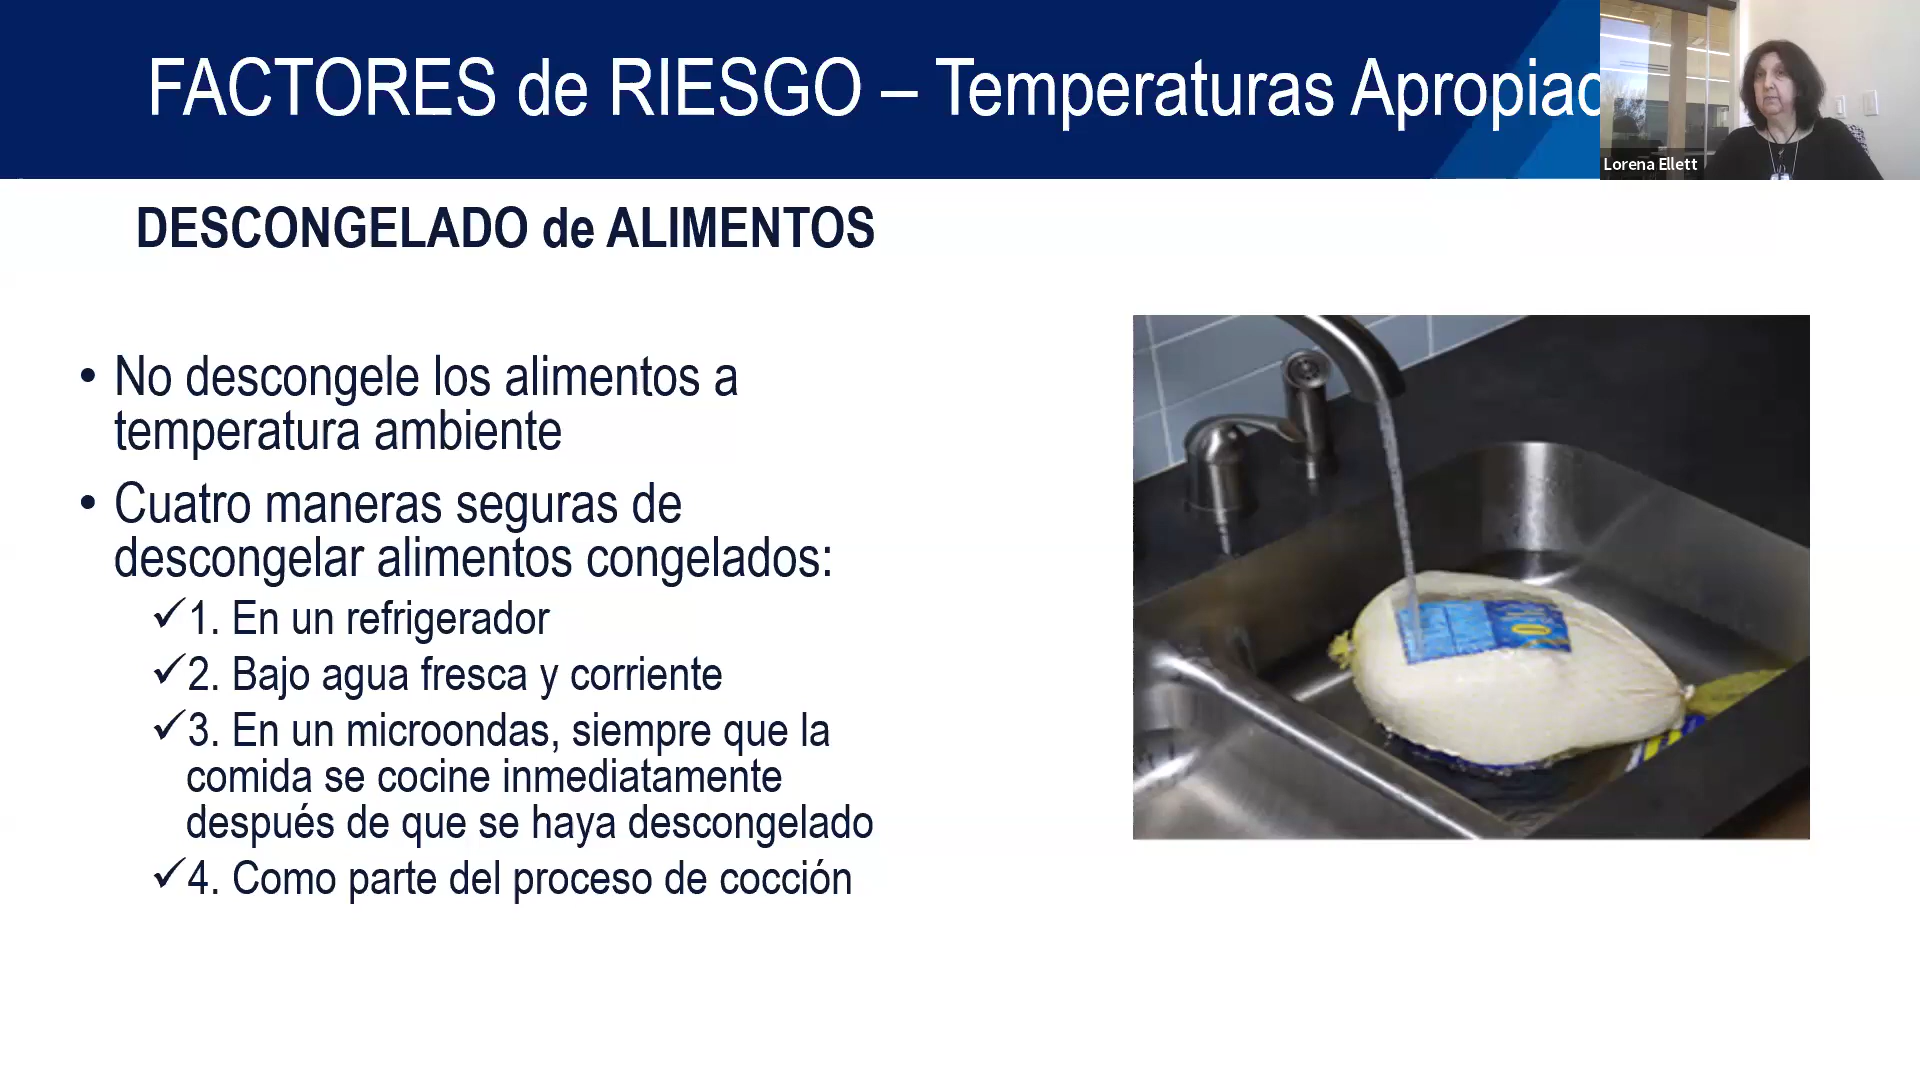 FACTORES de RIESGO – Temperaturas Apropiad
Lorena Ellett
DESCONGELADO de ALIMENTOS
• No descongele los alimentos a
temperatura ambiente
• Cuatro maneras seguras de
descongelar alimentos congelados:
✓1. En un refrigerador
✓2. Bajo agua fresca y corriente
✓3. En un microondas, siempre que la
comida se cocine inmediatamente
después de que se haya descongelado
✓4. Como parte del proceso de cocción